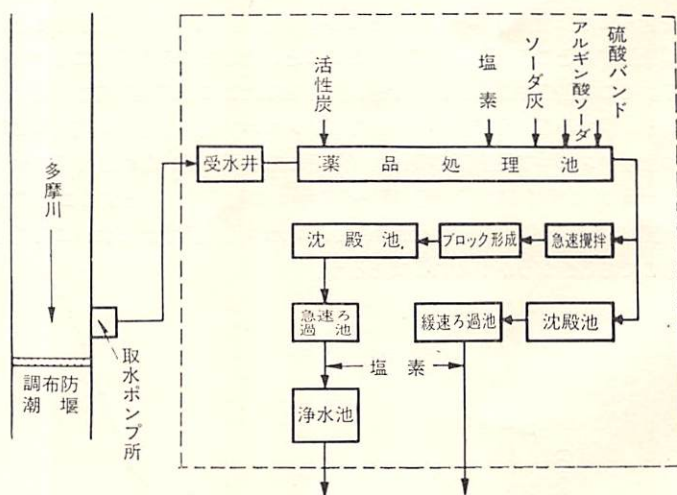 多摩川
調布防潮堰
取水ポンプ所
受水井
活性炭
塩素
ソーダ灰
アルギン酸ソーダ
硫酸バンド
薬品処理池
沈殿池
ブロック形成
急速攪拌
急速ろ過池
緩速ろ過池
沈殿池
塩素
浄水池